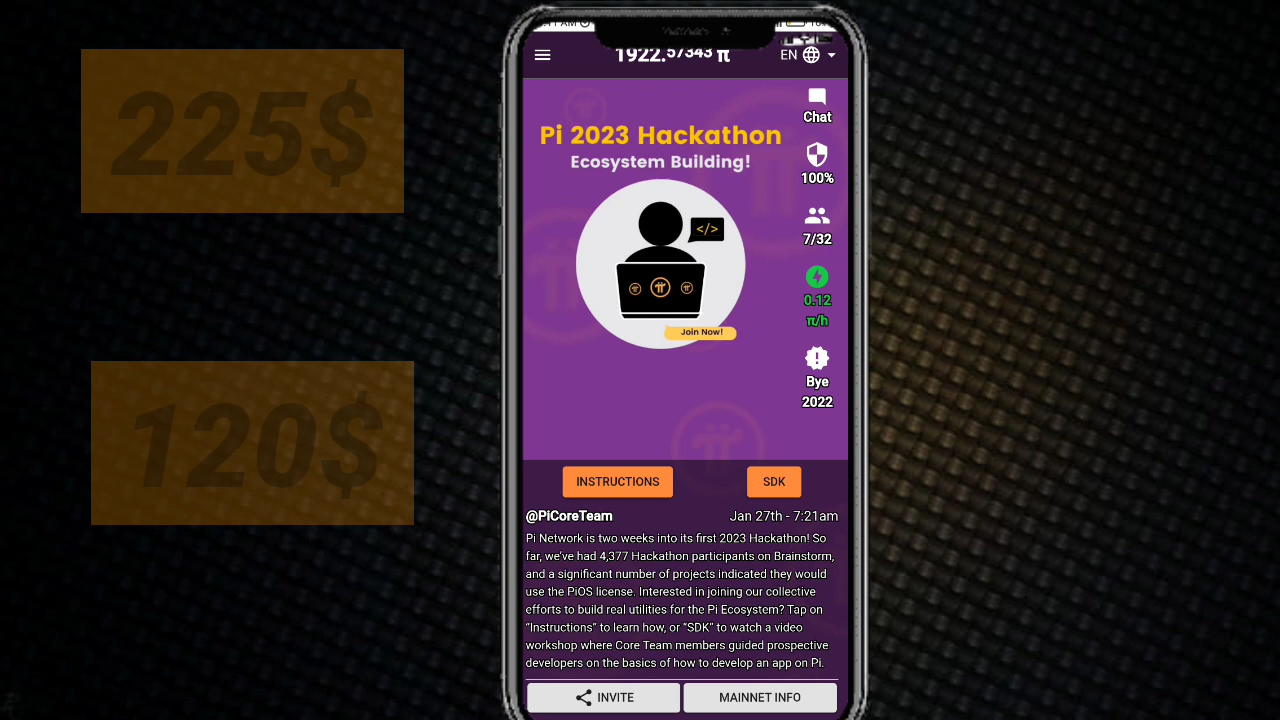 225$
120$
1922.57343 π
EN
Chat
100%
7/32
0.12
π/h
Bye
2022
Pi 2023 Hackathon
Ecosystem Building!
</>
Join Now!
INSTRUCTIONS
SDK
@PiCoreTeam
Jan 27th - 7:21am
Pi Network is two weeks into its first 2023 Hackathon! So
far, we've had 4,377 Hackathon participants on Brainstorm,
and a significant number of projects indicated they would
use the PiOS license. Interested in joining our collective
efforts to build real utilities for the Pi Ecosystem? Tap on
“Instructions” to learn how, or “SDK” to watch a video
workshop where Core Team members guided prospective
developers on the basics of how to develop an app on Pi.
INVITE
MAINNET INFO